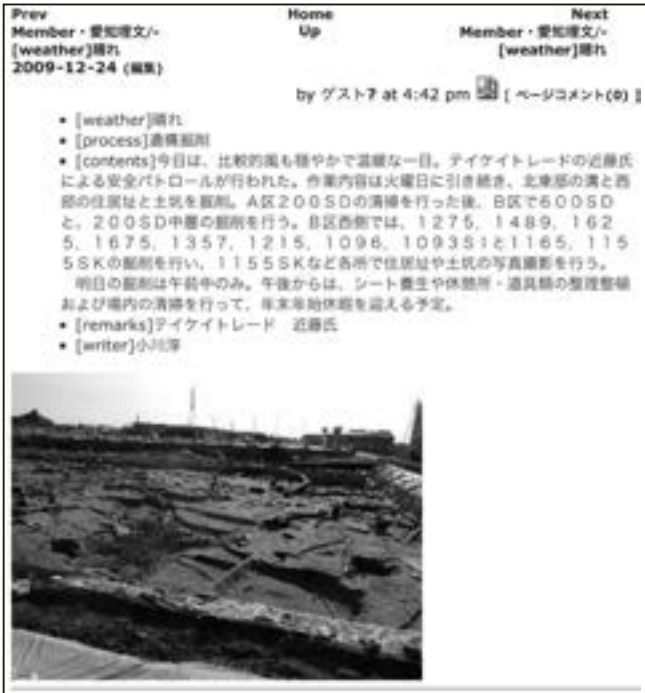 Prev Home Next
Member・愛知埋文/- Up Member・愛知埋文/-
[weather]晴れ [weather]晴れ
2009-12-24 (編集)
by ゲスト? at 4:42 pm [ ページコメント(0) ]
• [weather]晴れ
• [process]遺構掘削
• [contents]今日は、比較的風も穏やかで温暖な一日。テイケイトレードの近藤氏
による安全パトロールが行われた。作業内容は火曜日に引き続き、北東部の溝と西
部の住居址と土坑を掘削。A区200SDの清掃を行った後、B区で600SD
と、200SD中層の掘削を行う。B区西側では、1275、1489、162
5、1675、1357、1215、1096、1093SIと1165、115
5SKの掘削を行い、1155SKなど各所で住居址や土坑の写真撮影を行う。
明日の掘削は午前中のみ。午後からは、シート養生や休憩所・道具類の整理整頓
および場内の清掃を行って、年末年始休暇を迎える予定。
• [remarks]テイケイトレード 近藤氏
• [writer]小川淳